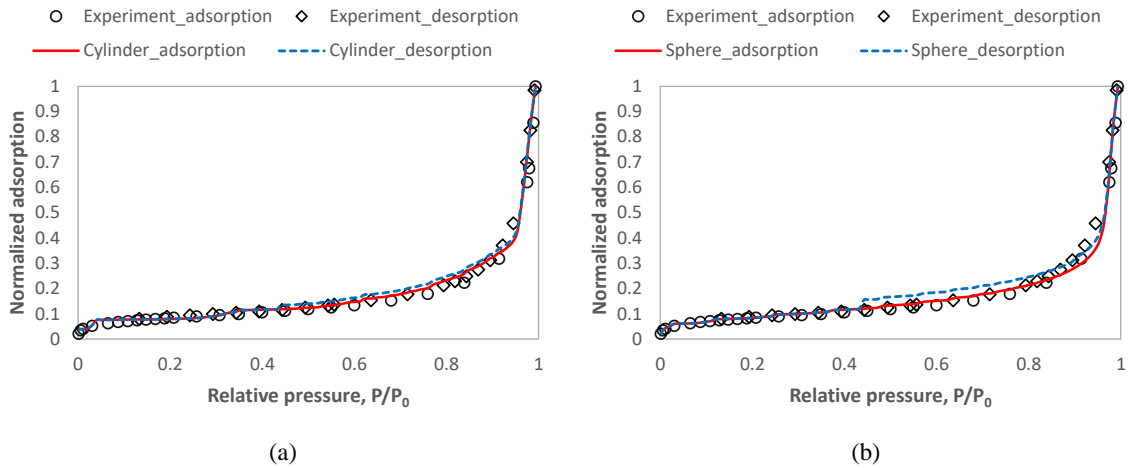 Experiment_adsorption Experiment_desorption
Cylinder_adsorption Cylinder_desorption
Normalized adsorption
1
0.9
0.8
0.7
0.6
0.5
0.4
0.3
0.2
0.1
0
0 0.2 0.4 0.6 0.8 1
Relative pressure, P/P0
(a)
Experiment_adsorption Experiment_desorption
Sphere_adsorption Sphere_desorption
Normalized adsorption
1
0.9
0.8
0.7
0.6
0.5
0.4
0.3
0.2
0.1
0
0 0.2 0.4 0.6 0.8 1
Relative pressure, P/P0
(b)